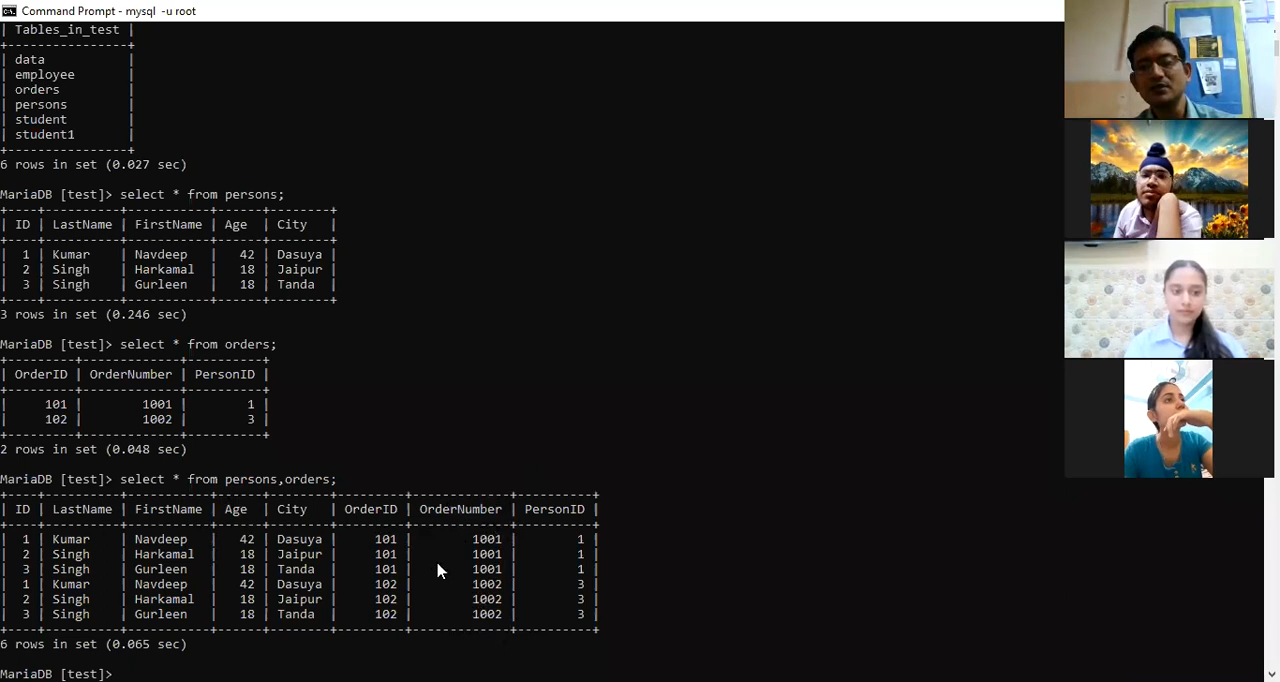 Command Prompt - mysql -u root
| Tables_in_test |
+----------------+
| data           |
| employee       |
| orders         |
| persons        |
| student        |
| student1       |
+----------------+
6 rows in set (0.027 sec)
MariaDB [test]> select * from persons;
+----+----------+-----------+------+--------+
| ID | LastName | FirstName | Age  | City   |
+----+----------+-----------+------+--------+
|  1 | Kumar    | Navdeep   |   42 | Dasuya |
|  2 | Singh    | Harkamal  |   18 | Jaipur |
|  3 | Singh    | Gurleen   |   18 | Tanda  |
+----+----------+-----------+------+--------+
3 rows in set (0.246 sec)
MariaDB [test]> select * from orders;
+---------+-------------+----------+
| OrderID | OrderNumber | PersonID |
+---------+-------------+----------+
|     101 |        1001 |        1 |
|     102 |        1002 |        3 |
+---------+-------------+----------+
2 rows in set (0.048 sec)
MariaDB [test]> select * from persons,orders;
+----+----------+-----------+------+--------+---------+-------------+----------+
| ID | LastName | FirstName | Age  | City   | OrderID | OrderNumber | PersonID |
+----+----------+-----------+------+--------+---------+-------------+----------+
|  1 | Kumar    | Navdeep   |   42 | Dasuya |     101 |        1001 |        1 |
|  2 | Singh    | Harkamal  |   18 | Jaipur |     101 |        1001 |        1 |
|  3 | Singh    | Gurleen   |   18 | Tanda  |     101 |        1001 |        1 |
|  1 | Kumar    | Navdeep   |   42 | Dasuya |     102 |        1002 |        3 |
|  2 | Singh    | Harkamal  |   18 | Jaipur |     102 |        1002 |        3 |
|  3 | Singh    | Gurleen   |   18 | Tanda  |     102 |        1002 |        3 |
+----+----------+-----------+------+--------+---------+-------------+----------+
6 rows in set (0.065 sec)
MariaDB [test]>